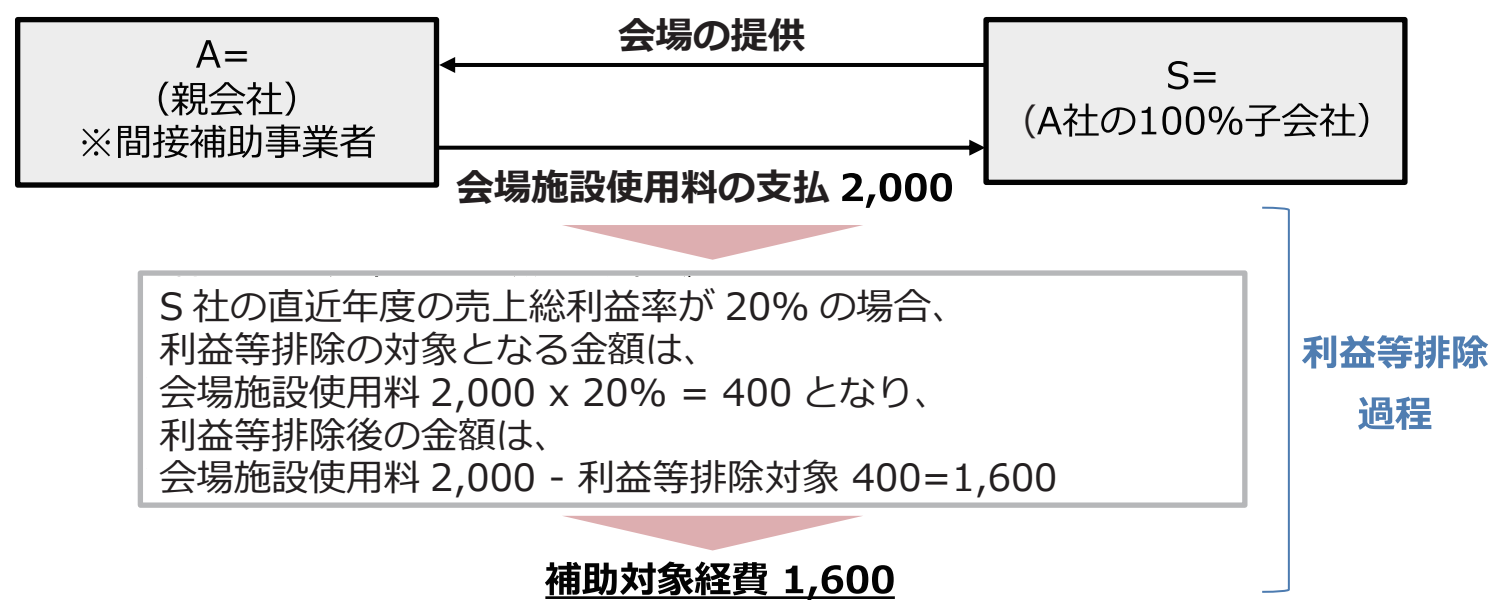 会場の提供
A=
（親会社）
※間接補助事業者
S=
（A社の100%子会社）
会場施設使用料の支払 2,000
S 社の直近年度の売上総利益率が 20% の場合、
利益等排除の対象となる金額は、
会場施設使用料 2,000 x 20% = 400 となり、
利益等排除後の金額は、
会場施設使用料 2,000 - 利益等排除対象 400=1,600
利益等排除
過程
補助対象経費 1,600